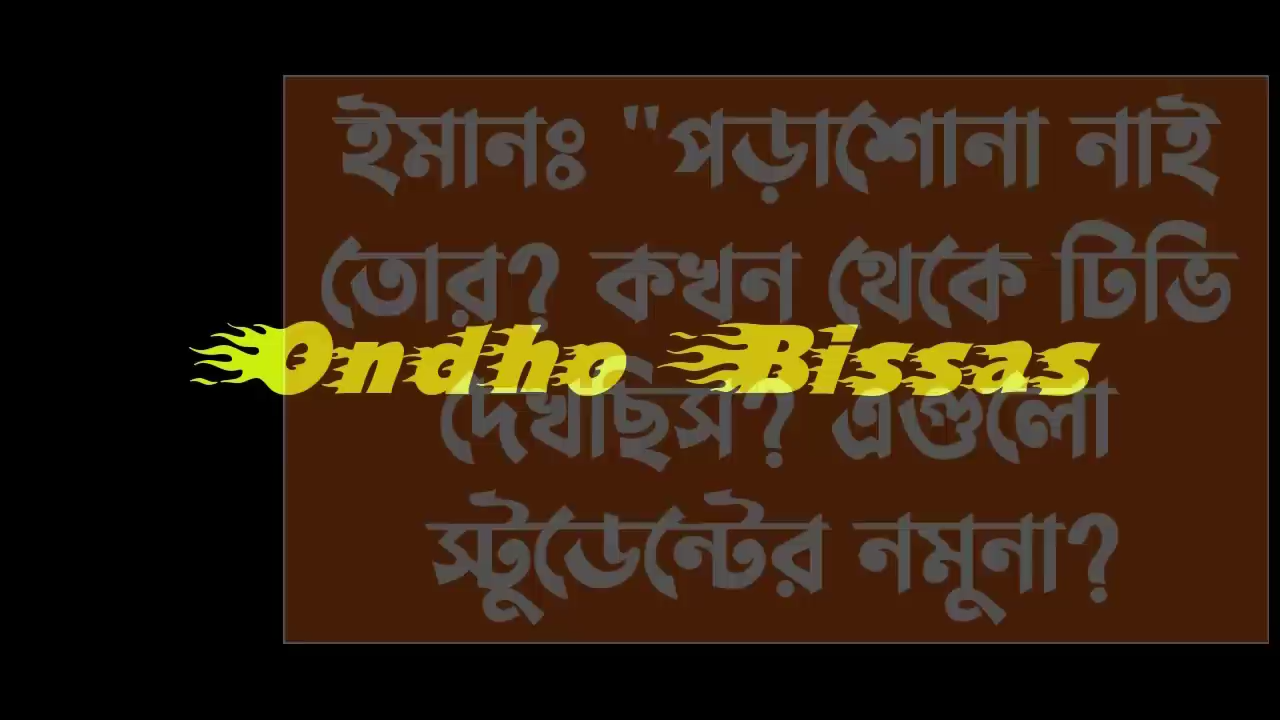 ইমানঃ "পড়াশোনা নাই
তোর? কখন থেকে টিভি
Ondho Bissas
দেখছিস? এগুলো
স্টুডেন্টের নমুনা?